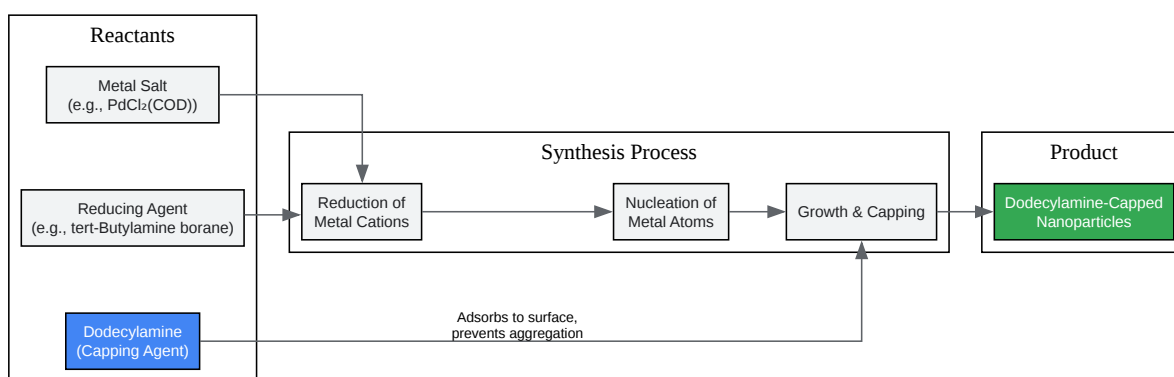 Reactants
Metal Salt
(e.g., PdCl₂(COD))
Reducing Agent
(e.g., tert-Butylamine borane)
Dodecylamine
(Capping Agent)
Synthesis Process
Reduction of
Metal Cations
Nucleation of
Metal Atoms
Growth & Capping
Adsorbs to surface,
prevents aggregation
Product
Dodecylamine-Capped
Nanoparticles